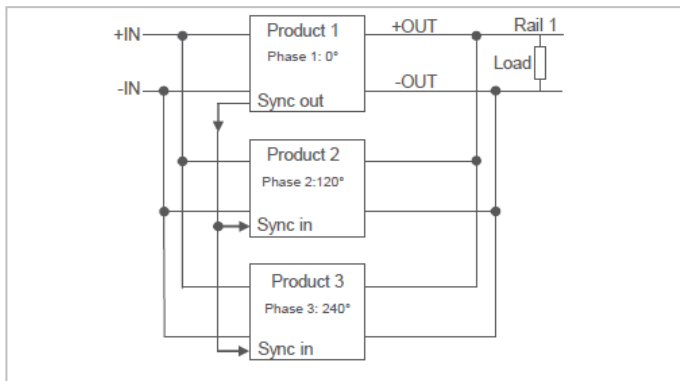 +IN
Product 1
+OUT
Rail 1
Phase 1: 0°
Load
-IN
-OUT
Sync out
Product 2
Phase 2:120°
Sync in
Product 3
Phase 3: 240°
Sync in